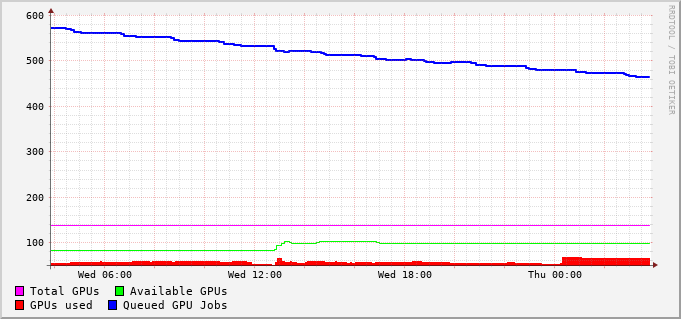 600
500
400
300
200
100
Wed 06:00 Wed 12:00 Wed 18:00 Thu 00:00
Total GPUs Available GPUs
GPUs used Queued GPU Jobs
RRDTOOL / TOBI OETIKER